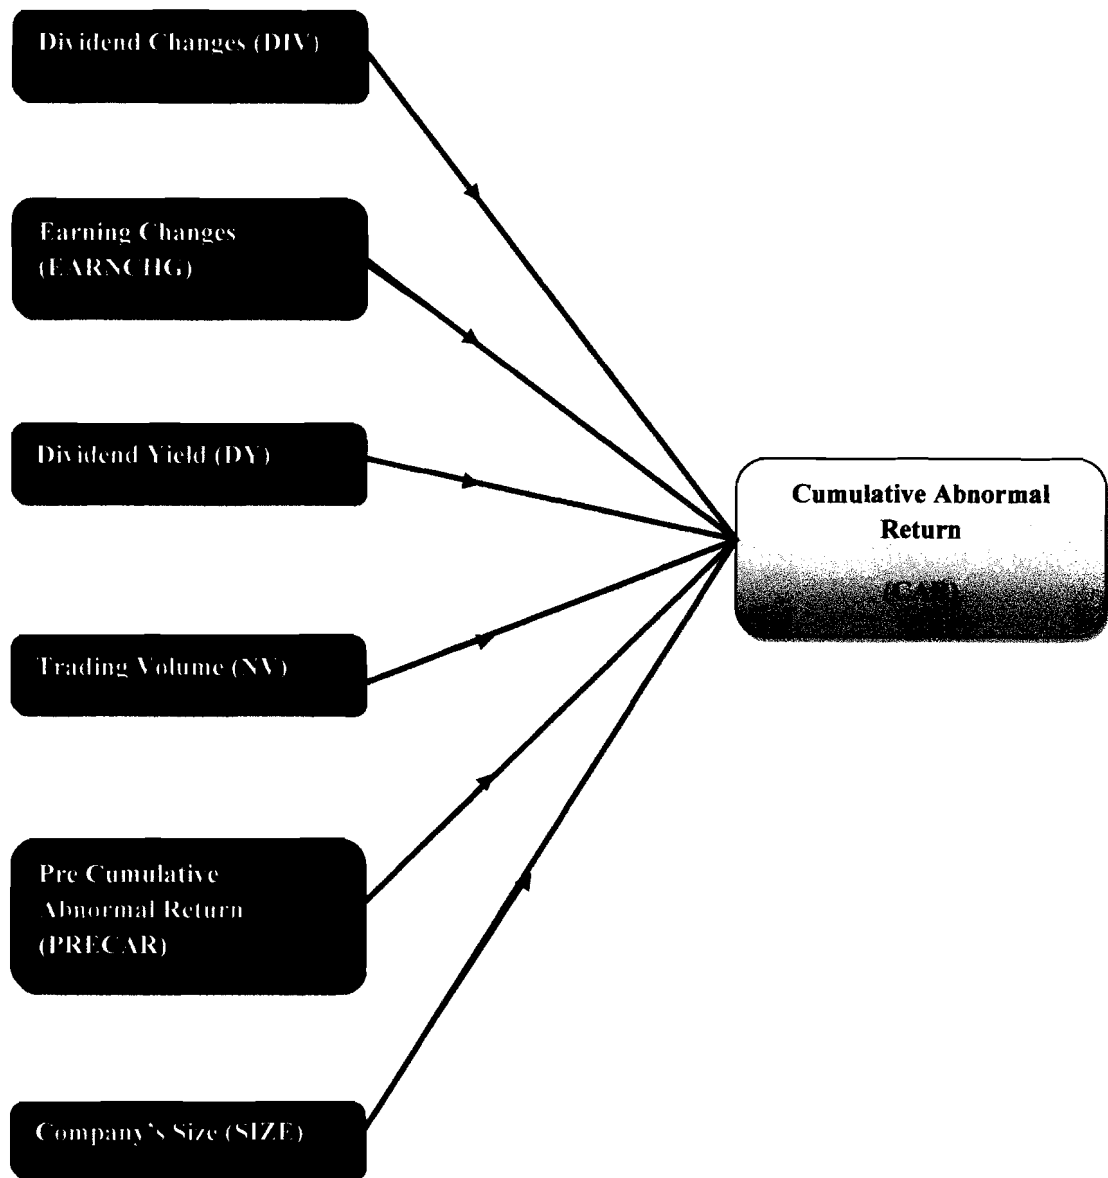 Dividend Changes (DIV)
Earning Changes
(EARNCHG)
Dividend Yield (DY)
Cumulative Abnormal
Return
(CAR)
Trading Volume (NV)
Pre Cumulative
Abnormal Return
(PRECAR)
Company's Size (SIZE)